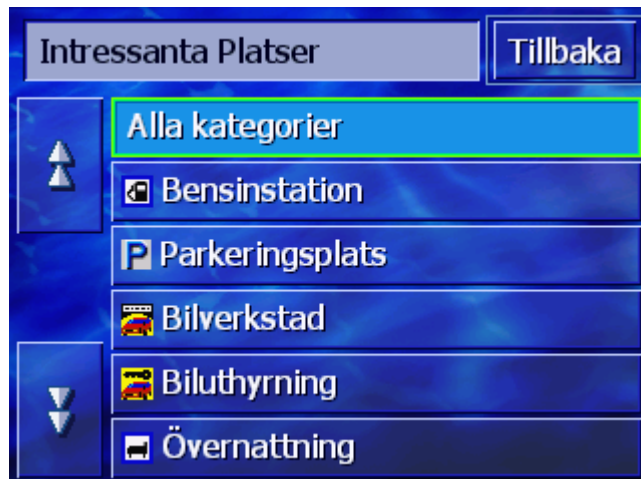 Intressanta Platser
Tillbaka
Alla kategorier
Bensinstation
P Parkeringsplats
Bilverkstad
Biluthyrning
Övernattning